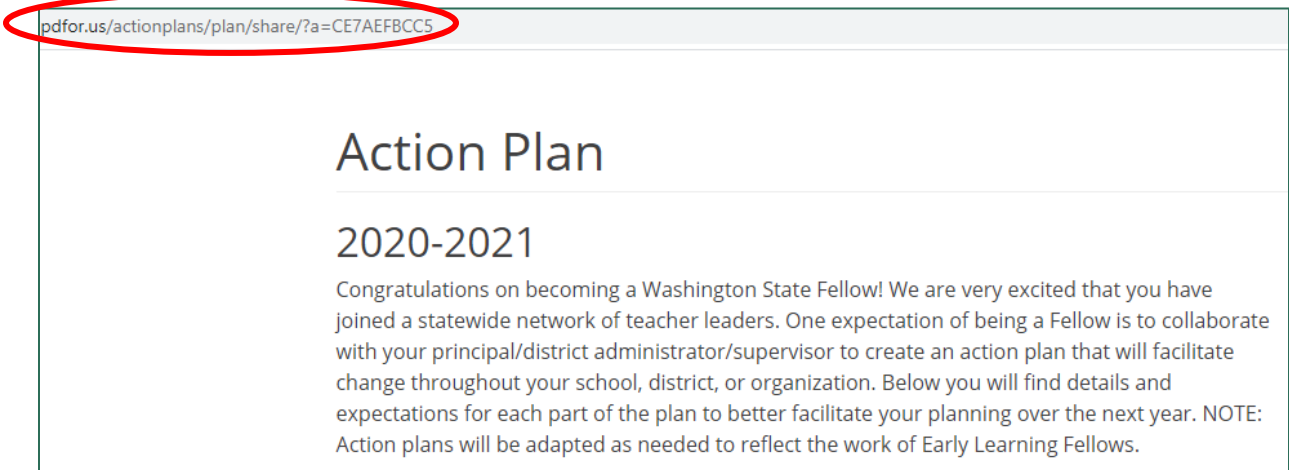 pdfor.us/actionplans/plan/share/?a=CE7AEFBCC5
Action Plan
2020-2021
Congratulations on becoming a Washington State Fellow! We are very excited that you have
joined a statewide network of teacher leaders. One expectation of being a Fellow is to collaborate
with your principal/district administrator/supervisor to create an action plan that will facilitate
change throughout your school, district, or organization. Below you will find details and
expectations for each part of the plan to better facilitate your planning over the next year. NOTE:
Action plans will be adapted as needed to reflect the work of Early Learning Fellows.